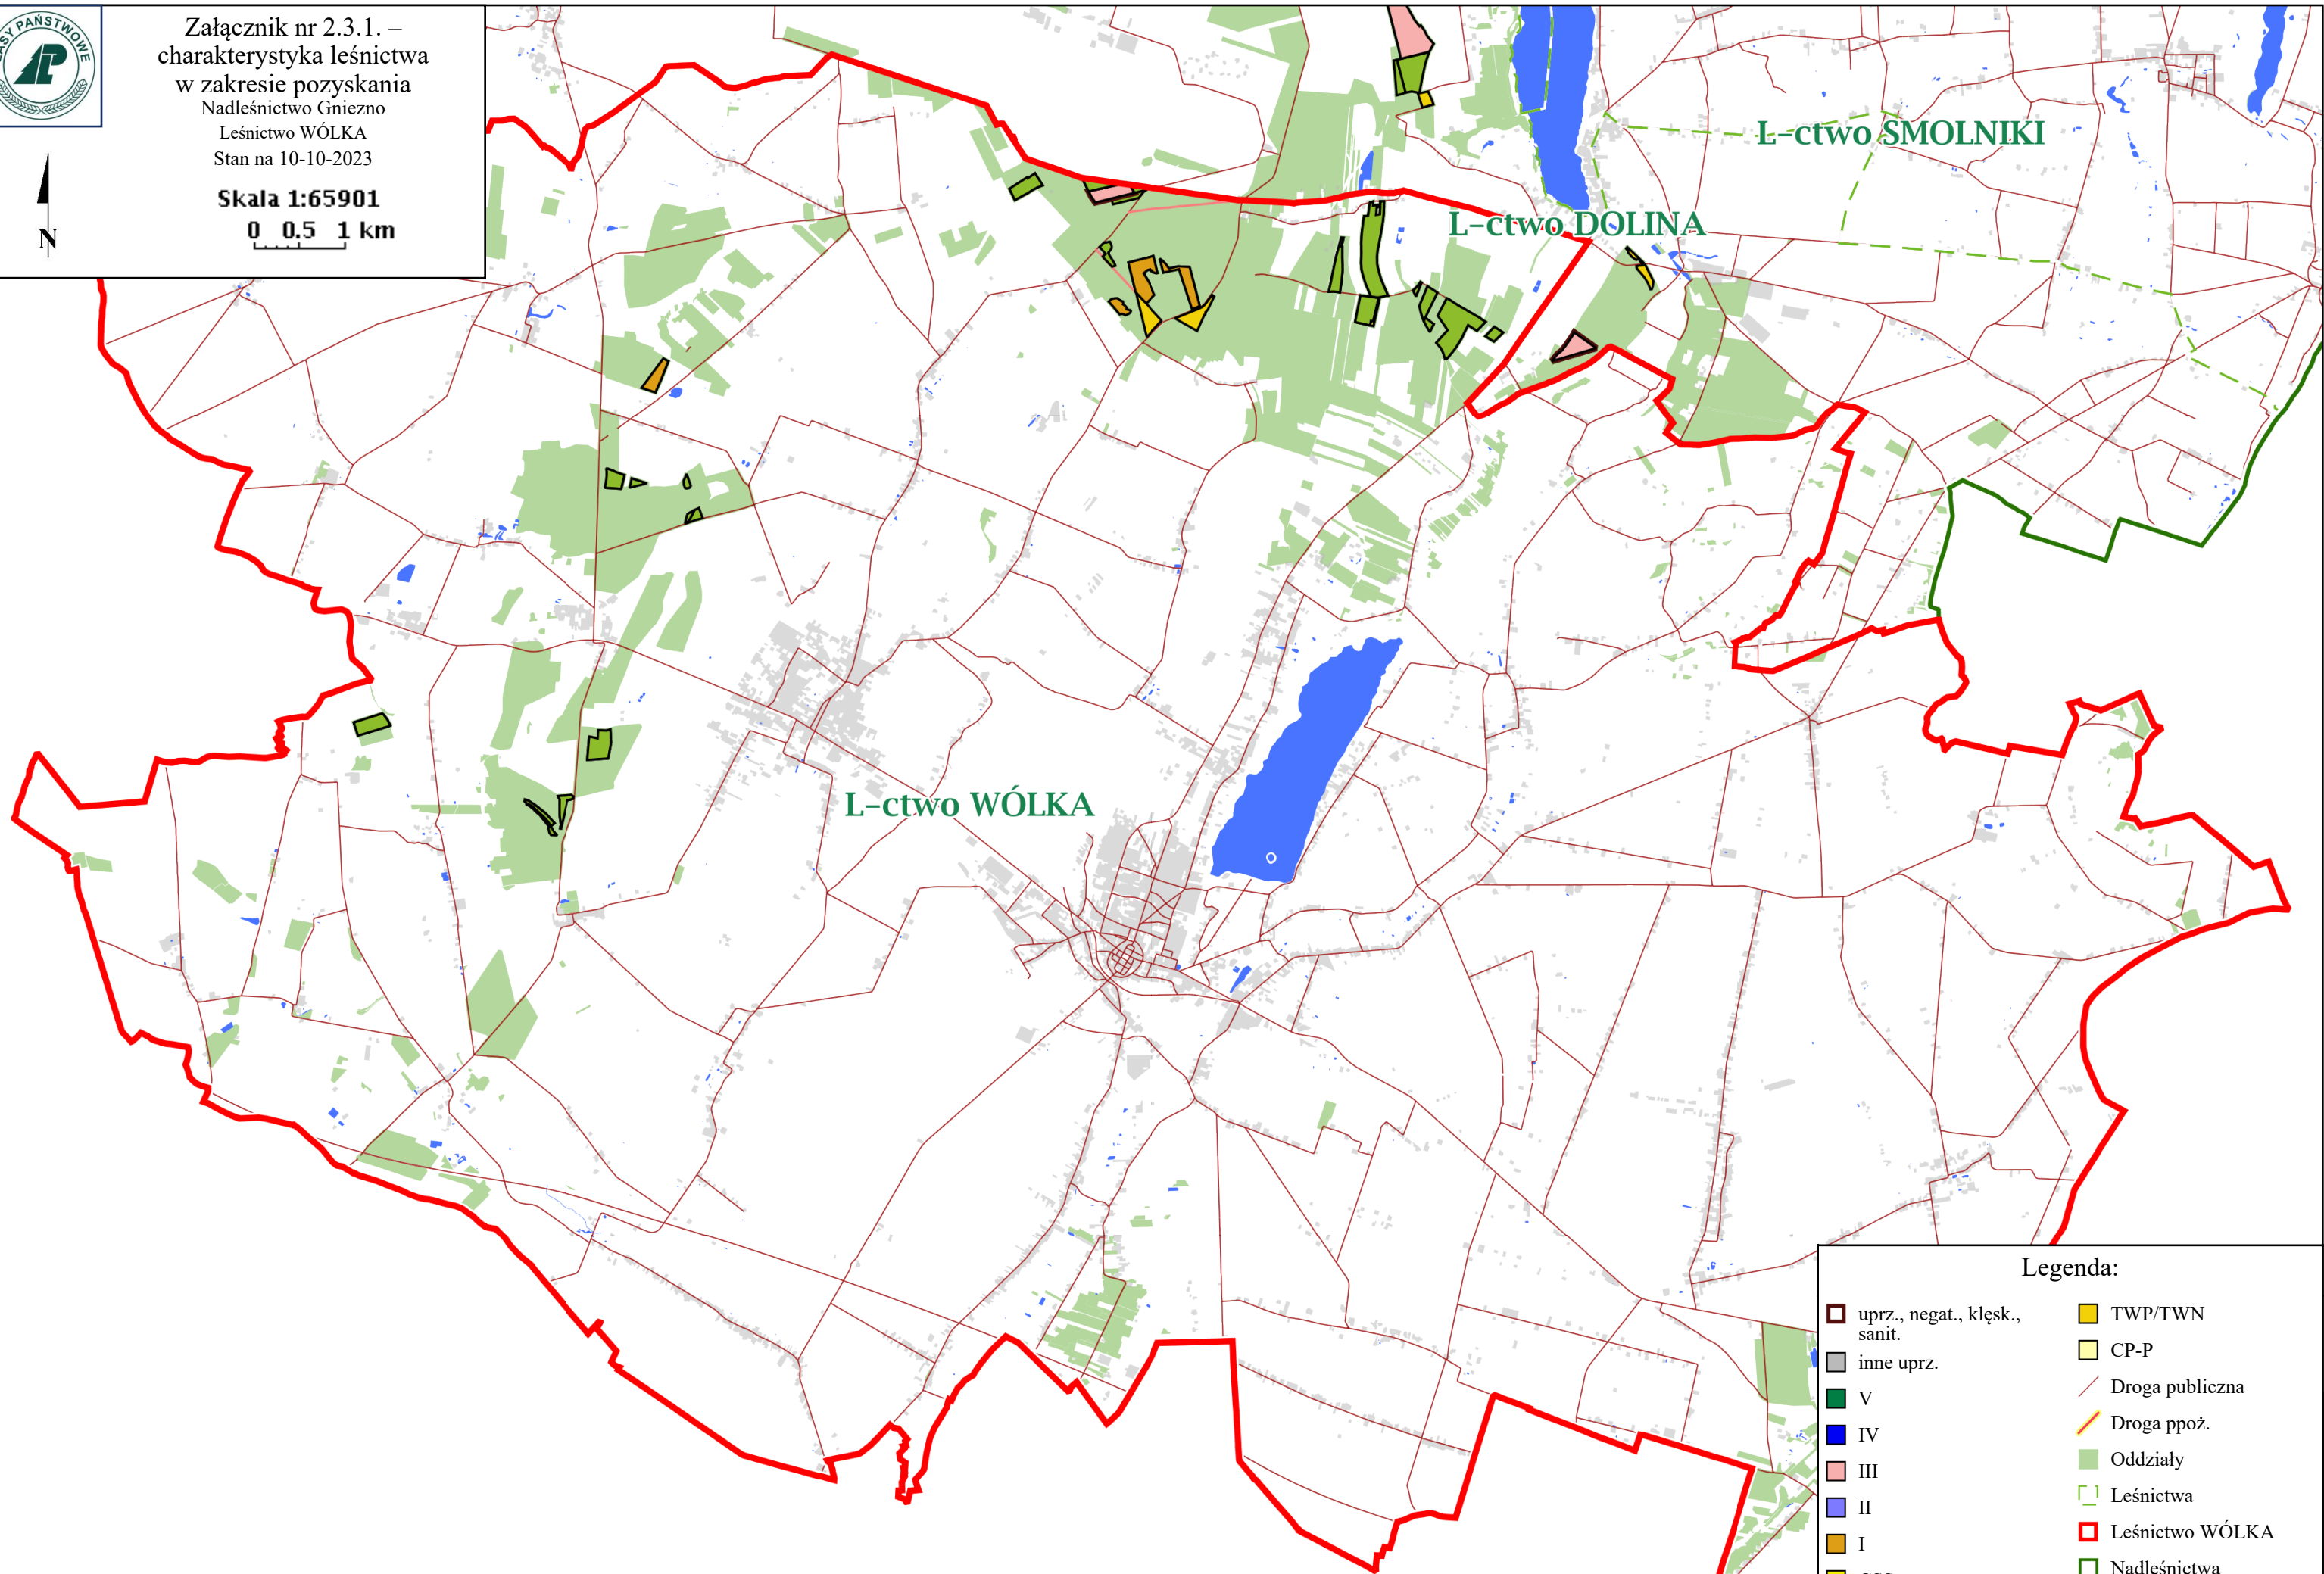 ASY PAŃSTWOWE
Załącznik nr 2.3.1. –
charakterystyka leśnictwa
w zakresie pozyskania
Nadleśnictwo Gniezno
Leśnictwo WÓLKA
Stan na 10-10-2023
Skala 1:65901
0 0.5 1 km
N
L-ctwo SMOLNIKI
L-ctwo DOLINA
L-ctwo WÓLKA
Legenda:
uprz., negat., klęsk.,
sanit.
inne uprz.
V
IV
III
II
I
TWP/TWN
CP-P
Droga publiczna
Droga ppoż.
Oddziały
Leśnictwa
Leśnictwo WÓLKA
Nadleśnictwa